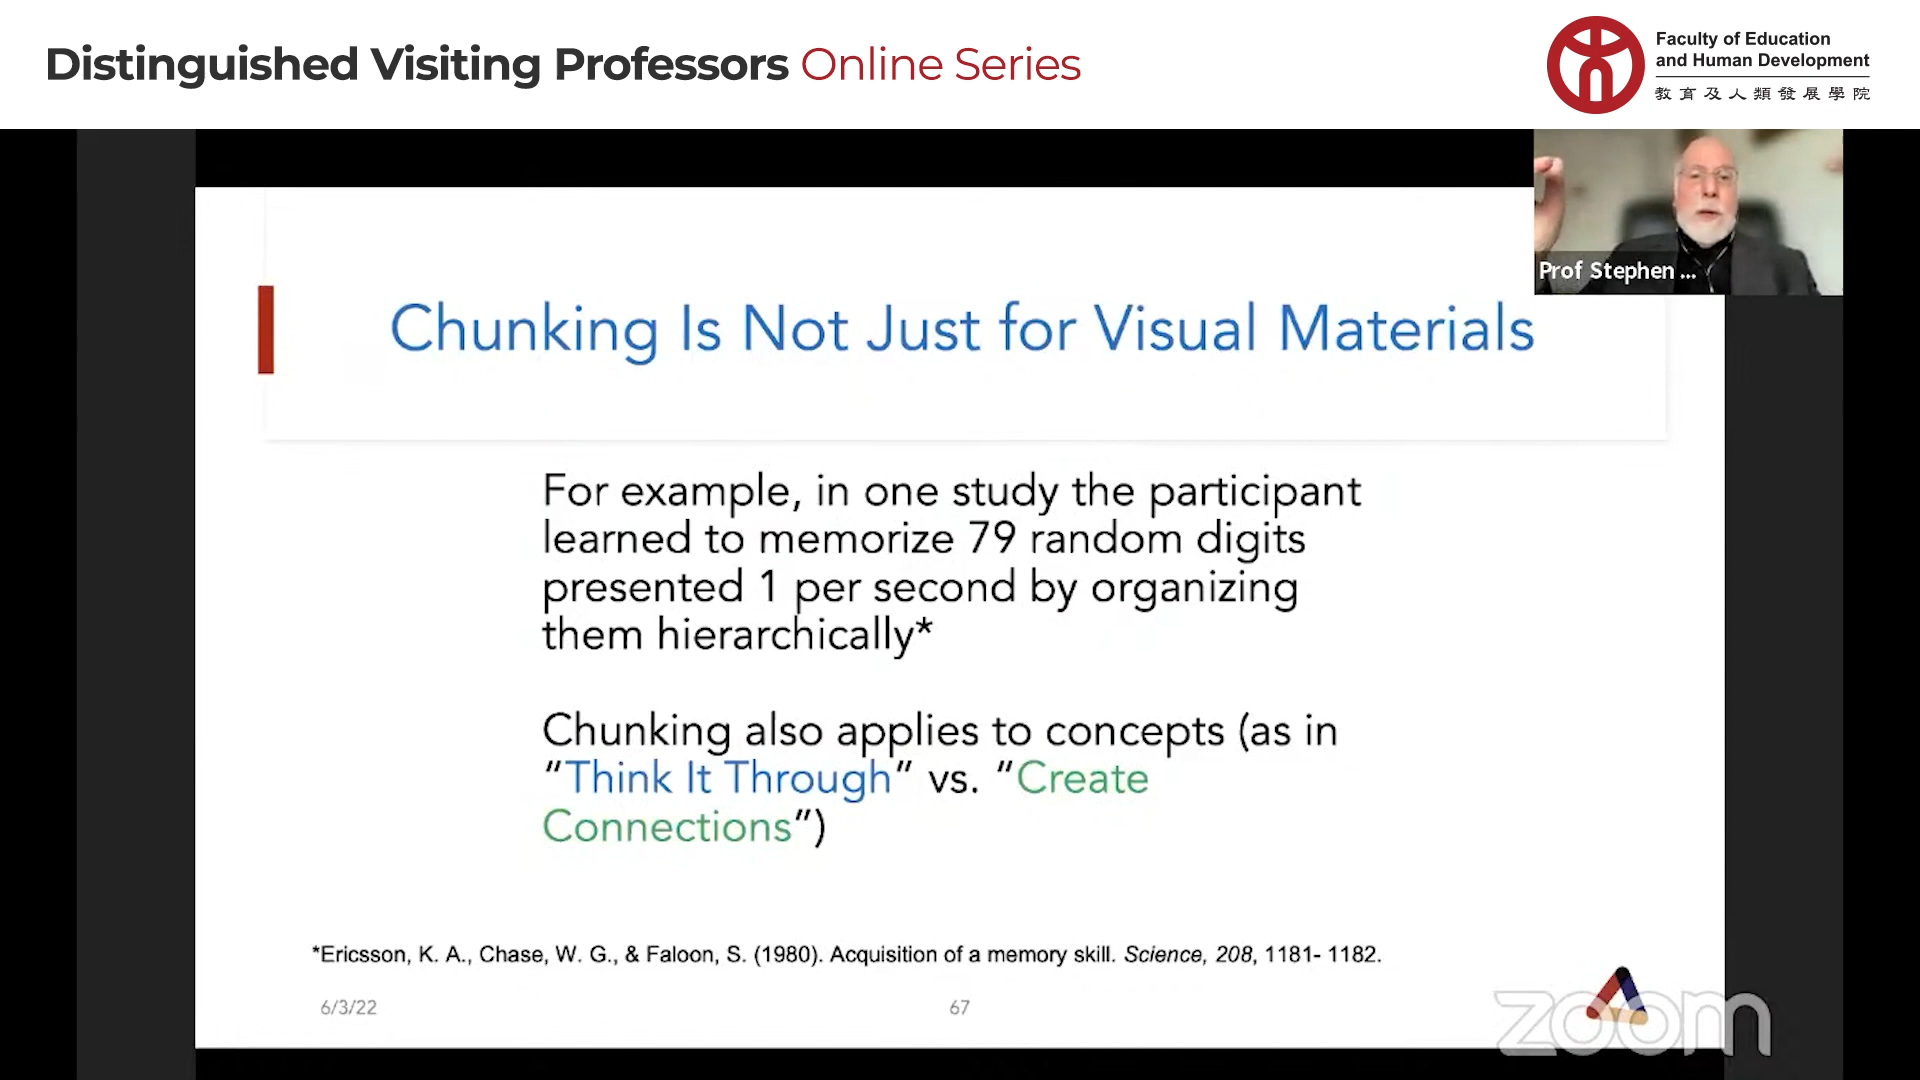 Distinguished Visiting Professors Online Series
Faculty of Education
and Human Development
教育及人類發展學院
Prof Stephen ...
Chunking Is Not Just for Visual Materials
For example, in one study the participant
learned to memorize 79 random digits
presented 1 per second by organizing
them hierarchically*
Chunking also applies to concepts (as in
“Think It Through” vs. “Create
Connections”)
*Ericsson, K. A., Chase, W. G., & Faloon, S. (1980). Acquisition of a memory skill. Science, 208, 1181- 1182.
6/3/22
67
zoom